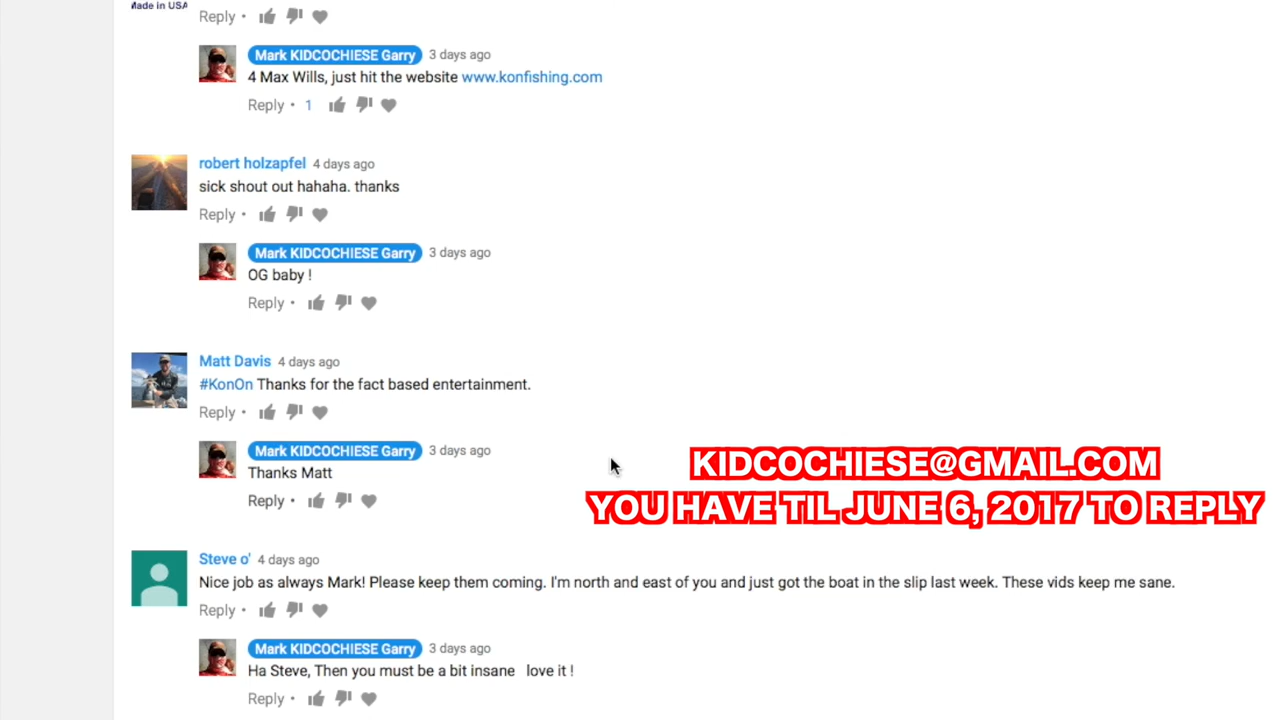 Made in USA
Reply •
Mark KIDCOCHIESE Garry 3 days ago
4 Max Wills, just hit the website www.konfishing.com
Reply • 1
robert holzapfel 4 days ago
sick shout out hahaha. thanks
Reply •
Mark KIDCOCHIESE Garry 3 days ago
OG baby !
Reply •
Matt Davis 4 days ago
#KonOn Thanks for the fact based entertainment.
Reply •
Mark KIDCOCHIESE Garry 3 days ago
Thanks Matt
Reply •
KIDCOCHIESE@GMAIL.COM
YOU HAVE TIL JUNE 6, 2017 TO REPLY
Steve o' 4 days ago
Nice job as always Mark! Please keep them coming. I'm north and east of you and just got the boat in the slip last week. These vids keep me sane.
Reply •
Mark KIDCOCHIESE Garry 3 days ago
Ha Steve, Then you must be a bit insane love it !
Reply •